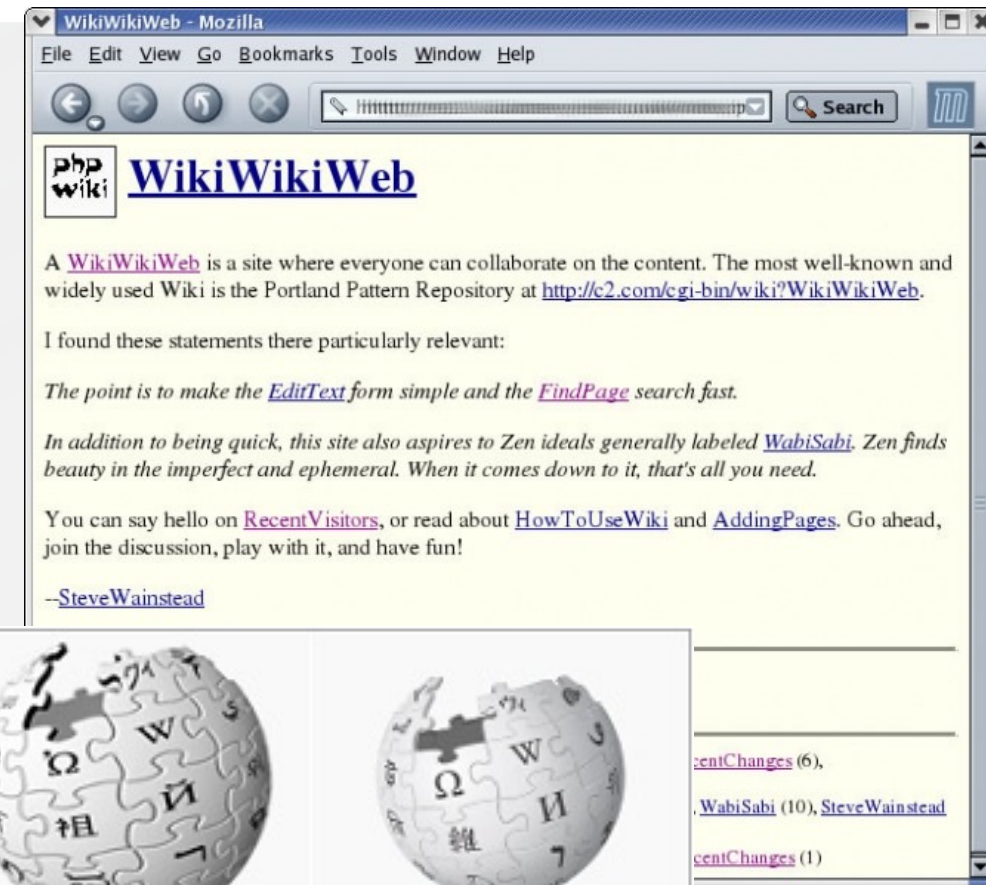 WikiWikiWeb - Mozilla
File Edit View Go Bookmarks Tools Window Help
Search
m
php
wiki
WikiWikiWeb
A WikiWikiWeb is a site where everyone can collaborate on the content. The most well-known and
widely used Wiki is the Portland Pattern Repository at http://c2.com/cgi-bin/wiki?WikiWikiWeb.
I found these statements there particularly relevant:
The point is to make the EditText form simple and the FindPage search fast.
In addition to being quick, this site also aspires to Zen ideals generally labeled WabiSabi. Zen finds
beauty in the imperfect and ephemeral. When it comes down to it, that's all you need.
You can say hello on RecentVisitors, or read about HowToUseWiki and AddingPages. Go ahead,
join the discussion, play with it, and have fun!
--SteveWainstead
centChanges (6),
, WabiSabi (10), SteveWainstead
centChanges (1)
W
Ω
Й
祖
W
Ω
И
維
7